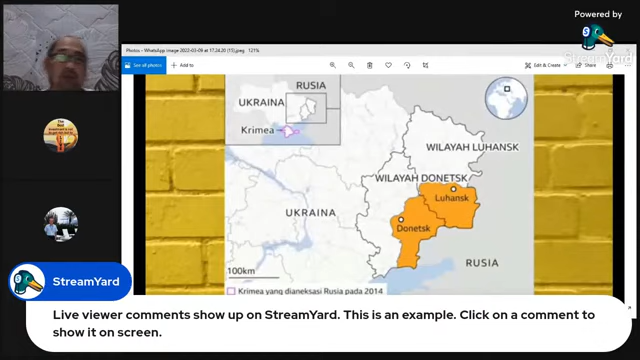 Powered by
StreamYard
Photos - WhatsApp image 2022-03-09 at 17.24.20 (15).jpeg 121%
See all photos
Add to
Edit & Create
Share
Print
RUSIA
UKRAINA
Krimea
WILAYAH LUHANSK
WILAYAH DONETSK
Luhansk
UKRAINA
Donetsk
RUSIA
100km
Krimea yang dianeksasi Rusia pada 2014
StreamYard
Live viewer comments show up on StreamYard. This is an example. Click on a comment to
show it on screen.